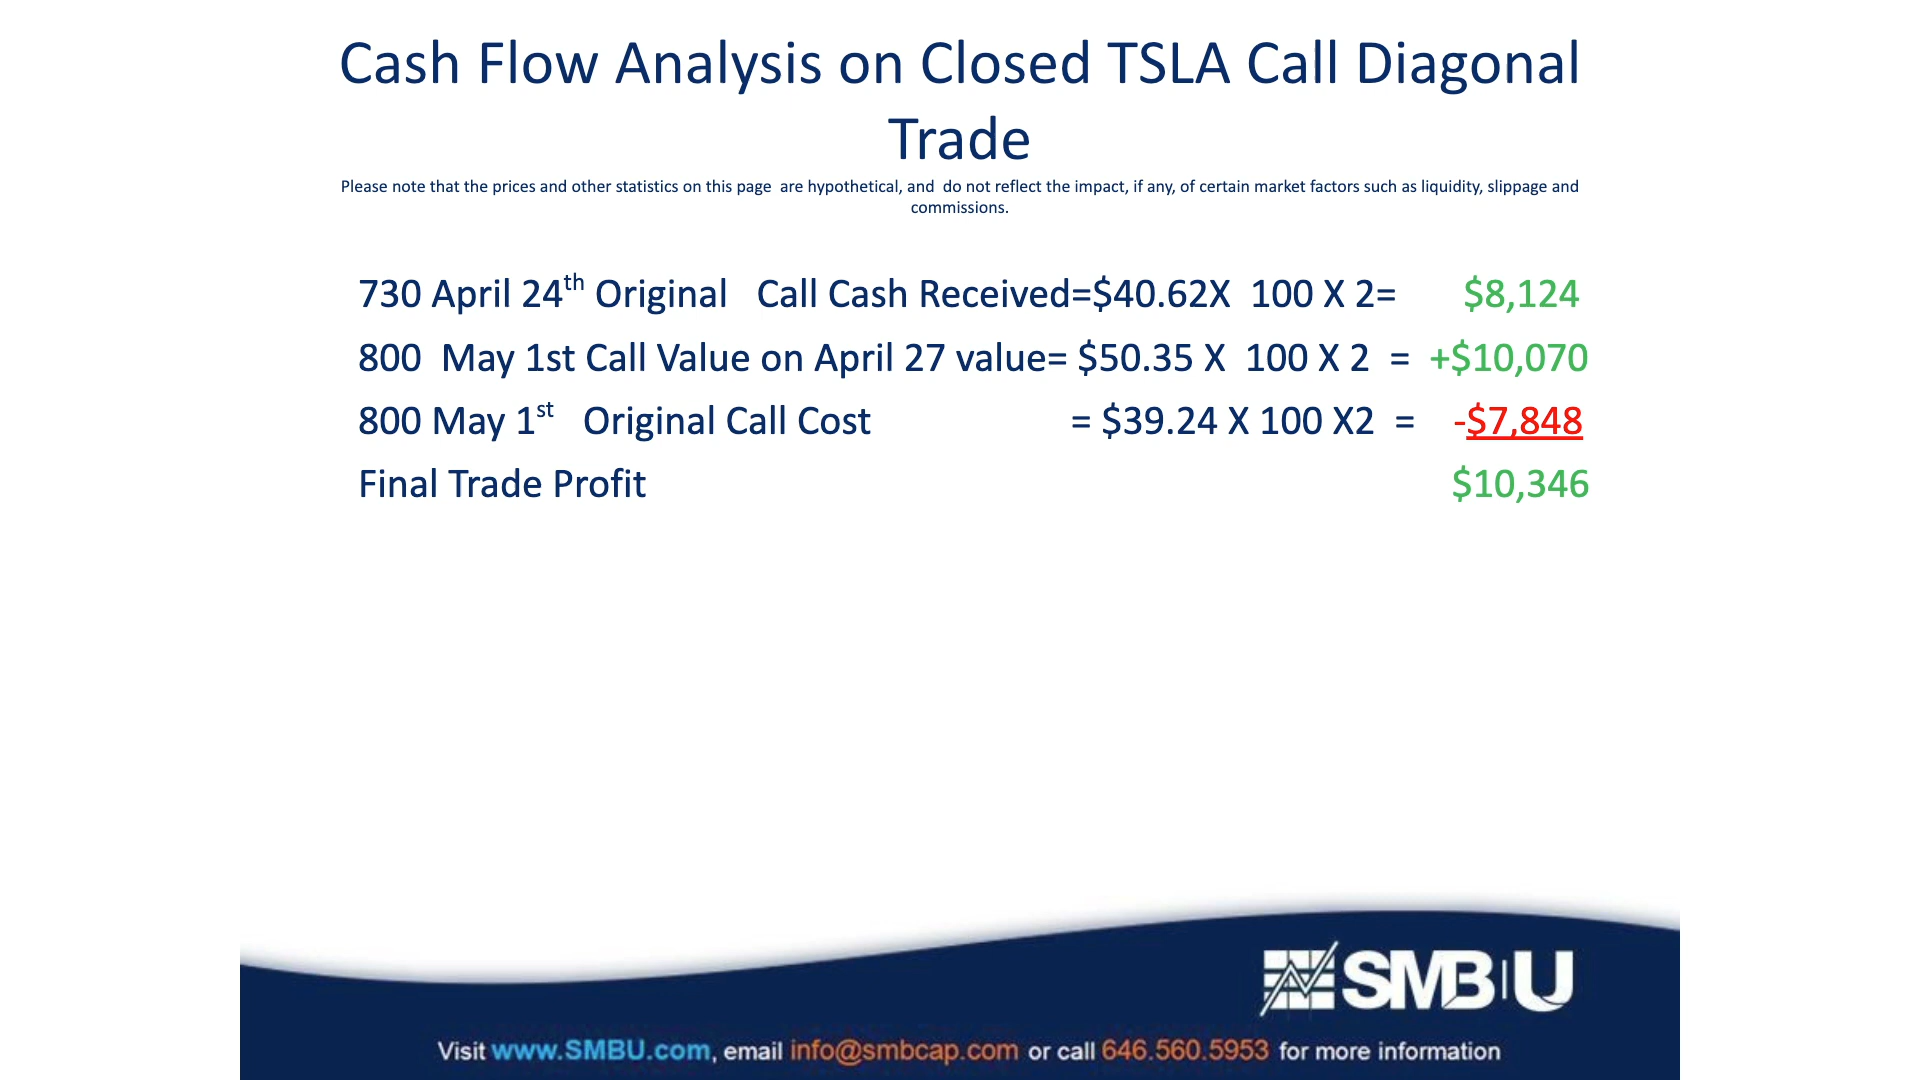 Cash Flow Analysis on Closed TSLA Call Diagonal
Trade
Please note that the prices and other statistics on this page are hypothetical, and do not reflect the impact, if any, of certain market factors such as liquidity, slippage and
commissions.
730 April 24th Original Call Cash Received=$40.62X 100 X 2= $8,124
800 May 1st Call Value on April 27 value= $50.35 X 100 X 2 = +$10,070
800 May 1st Original Call Cost = $39.24 X 100 X2 = -$7,848
Final Trade Profit $10,346
SMB|U
Visit www.SMBU.com, email info@smbcap.com or call 646.560.5953 for more information